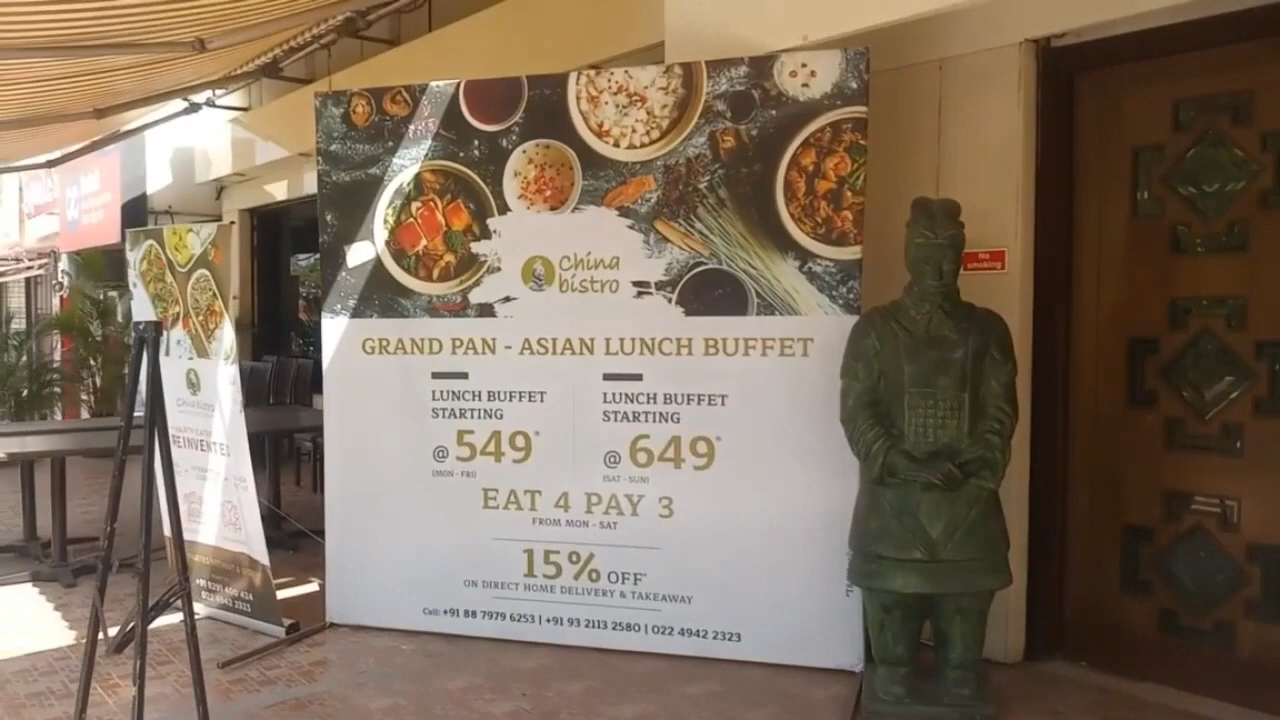 China
bistro
GRAND PAN - ASIAN LUNCH BUFFET
LUNCH BUFFET
STARTING
@ 549*
(MON - FRI)
LUNCH BUFFET
STARTING
@ 649*
(SAT - SUN)
EAT 4 PAY 3
FROM MON - SAT
15% OFF*
ON DIRECT HOME DELIVERY & TAKEAWAY
Call: +91 88 7979 6253 | +91 93 2113 2580 | 022 4942 2323
No
smoking
China bistro
REINVENTED
022 4942 2323